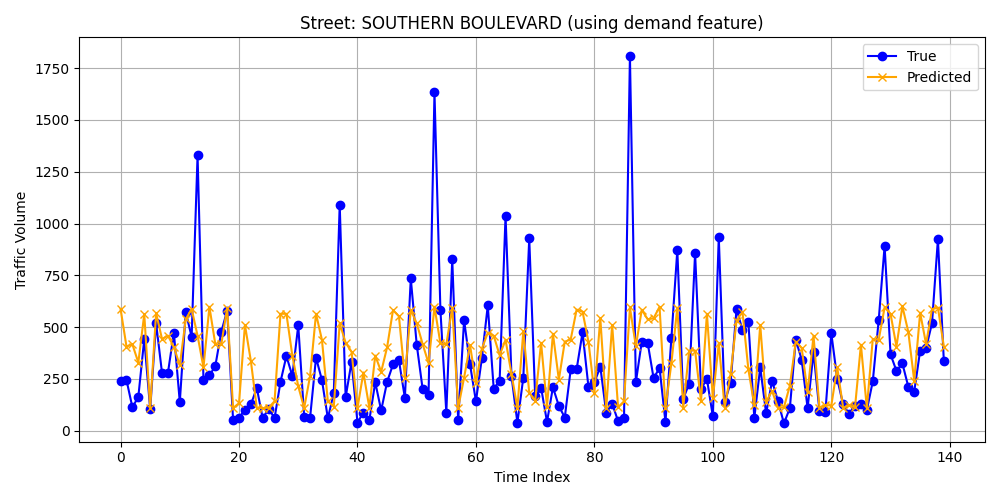 Street: SOUTHERN BOULEVARD (using demand feature)
True
Predicted
Traffic Volume
1750
1500
1250
1000
750
500
250
0
0 20 40 60 80 100 120 140
Time Index